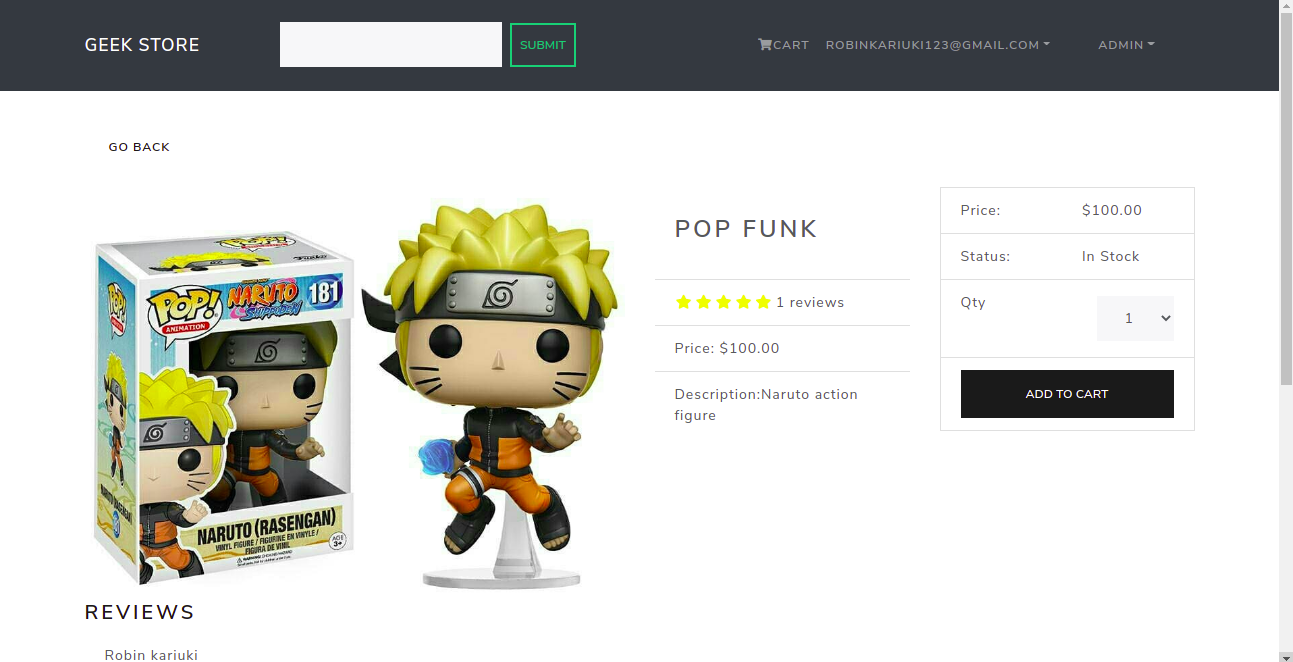 GEEK STORE
SUBMIT
CART
ROBINKARIUKI123@GMAIL.COM
ADMIN
GO BACK
POP FUNK
1 reviews
Price: $100.00
Description:Naruto action
figure
Price:
$100.00
Status:
In Stock
Qty
1
ADD TO CART
POP!
ANIMATION
NARUTO
SHIPPUDEN
181
Funko
POP!
NARUTO (RASENGAN)
VINYL FIGURE / FIGURINE EN VINYLE /
FIGURA DE VINIL
AGE
3+
REVIEWS
Robin kariuki